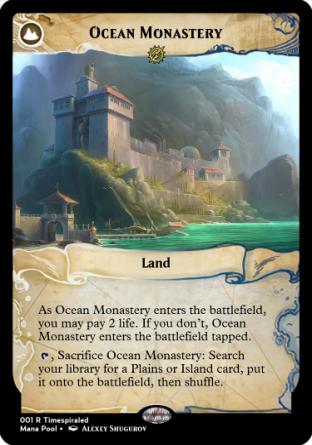 OCEAN MONASTERY
Land
As Ocean Monastery enters the battlefield,
you may pay 2 life. If you don't, Ocean
Monastery enters the battlefield tapped.
, Sacrifice Ocean Monastery: Search
your library for a Plains or Island card, put
it onto the battlefield, then shuffle.
001 R Timespiraled
Mana Pool • ALEXEY SHUGUROV